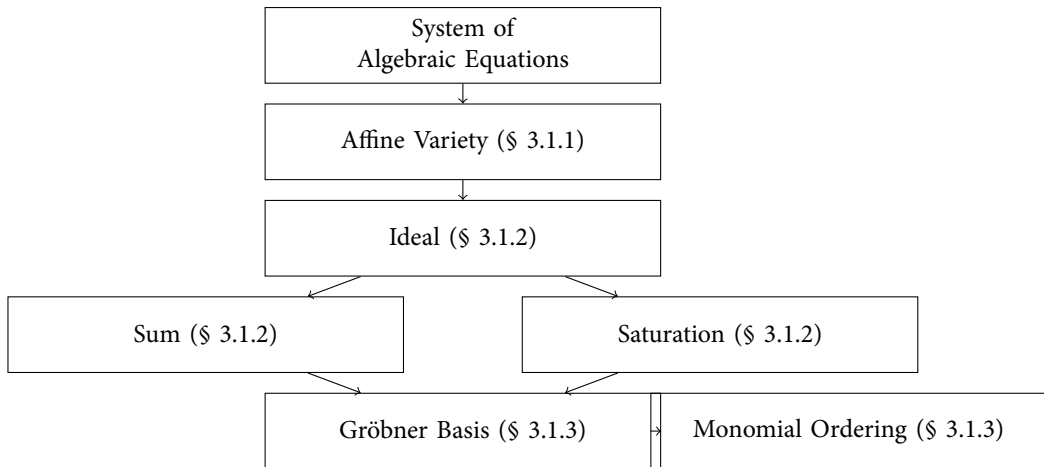 System of
Algebraic Equations
Affine Variety (§ 3.1.1)
Ideal (§ 3.1.2)
Sum (§ 3.1.2)
Saturation (§ 3.1.2)
Gröbner Basis (§ 3.1.3)
Monomial Ordering (§ 3.1.3)